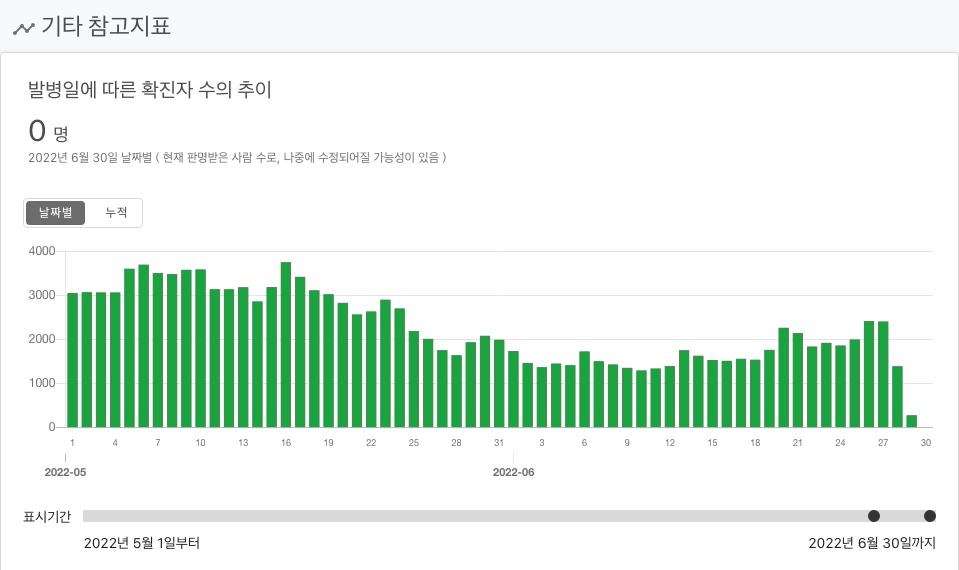 기타 참고지표
발병일에 따른 확진자 수의 추이
0 명
2022년 6월 30일 날짜별 ( 현재 판명받은 사람 수로, 나중에 수정되어질 가능성이 있음 )
날짜별 누적
4000
3000
2000
1000
0
1 4 7 10 13 16 19 22 25 28 31 3 6 9 12 15 18 21 24 27 30
2022-05 2022-06
표시기간
2022년 5월 1일부터 2022년 6월 30일까지